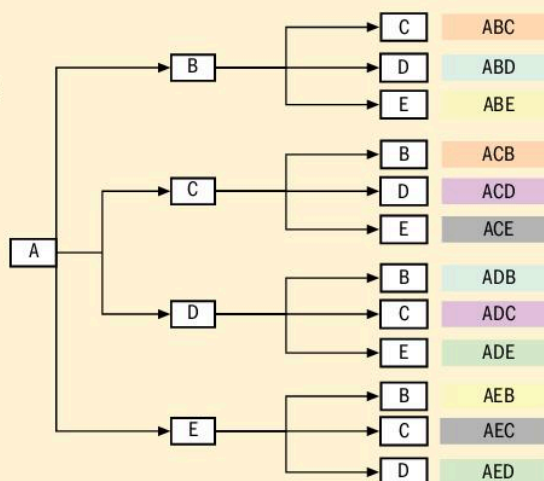 C ABC
B D ABD
E ABE
B ACB
C D ACD
E ACE
A
B ADB
D C ADC
E ADE
B AEB
E C AEC
D AED